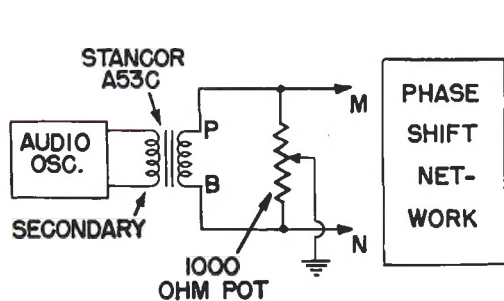 STANCOR
A53C
AUDIO
OSC.
SECONDARY
P
B
M
N
1000
OHM POT
PHASE
SHIFT
NET-
WORK